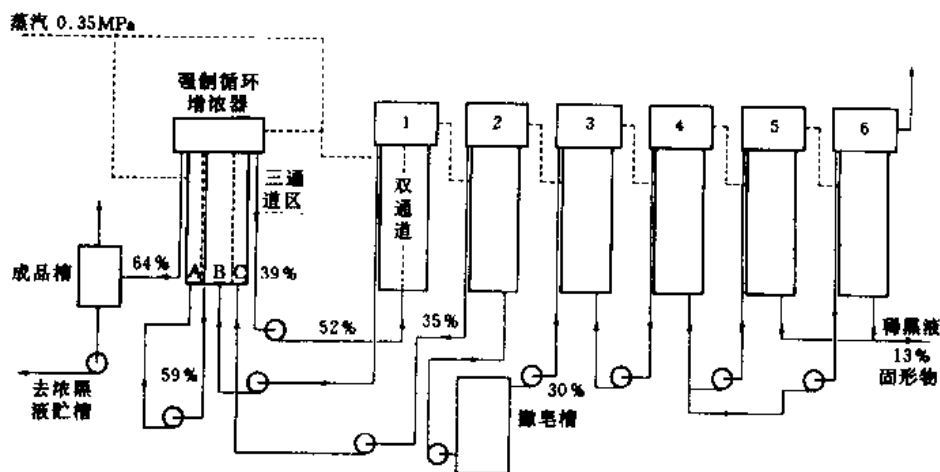 蒸汽 0.35MPa
强制循环
增浓器
1
2
3
4
5
6
三通
道区
双通道
成品槽
64%
A
B
C
39%
52%
35%
稀黑液
13%
固形物
59%
30%
撇皂槽
去浓黑
液贮槽